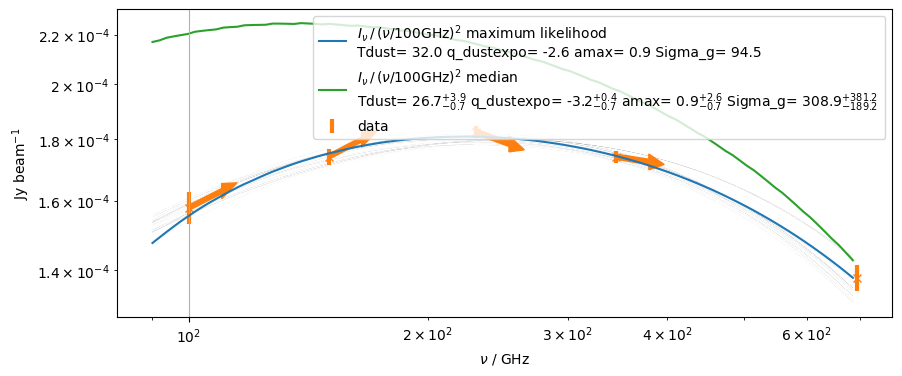 I_ν / (ν/100GHz)² maximum likelihood
Tdust= 32.0 q_dustexpo= -2.6 amax= 0.9 Sigma_g= 94.5
I_ν / (ν/100GHz)² median
Tdust= 26.7^{+3.9}_{-0.7} q_dustexpo= -3.2^{+0.4}_{-0.7} amax= 0.9^{+2.6}_{-0.7} Sigma_g= 308.9^{+381.2}_{-189.2}
data
Jy beam⁻¹
2.2 × 10⁻⁴
2 × 10⁻⁴
1.8 × 10⁻⁴
1.6 × 10⁻⁴
1.4 × 10⁻⁴
10² 2 × 10² 3 × 10² 4 × 10² 6 × 10²
ν / GHz